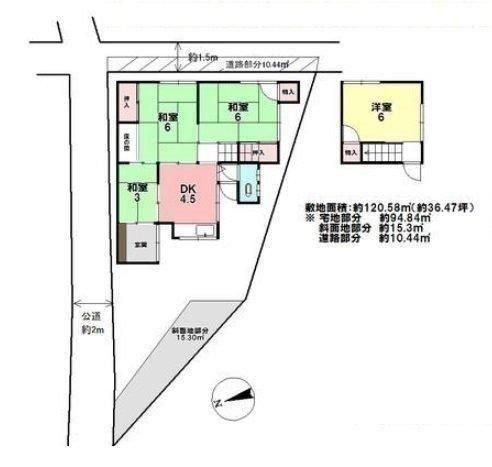 約1.5m
道路部分10.44㎡
押入
和室
6
和室
6
物入
床の間
押入
和室
3
DK
4.5
玄関
洋室
6
物入
押入
敷地面積：約120.58㎡(約36.47坪)
※ 宅地部分 約94.84㎡
斜面地部分 約15.3㎡
道路部分 約10.44㎡
公道
約2m
斜面地部分
15.30㎡
N